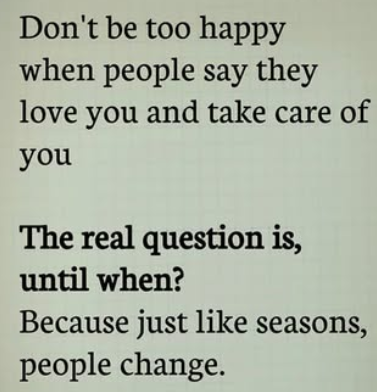 Don't be too happy
when people say they
love you and take care of
you
The real question is,
until when?
Because just like seasons,
people change.